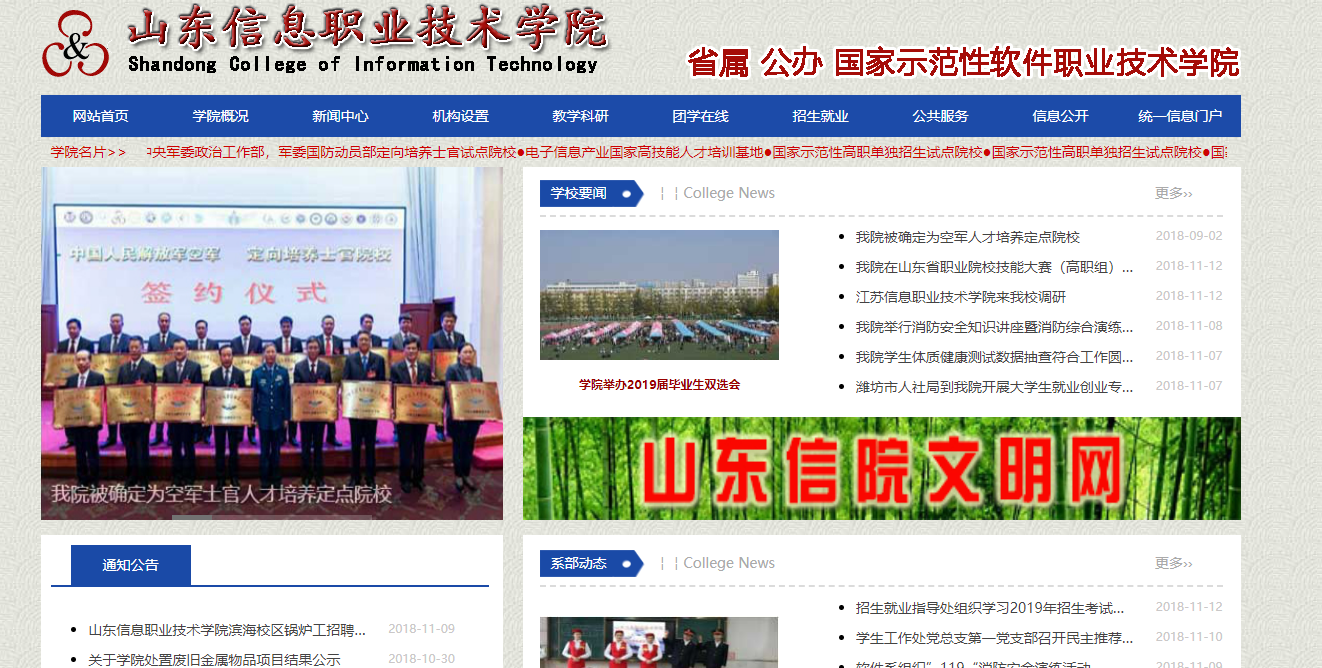 山东信息职业技术学院
Shandong College of Information Technology
省属 公办 国家示范性软件职业技术学院
网站首页 学院概况 新闻中心 机构设置 教学科研 团学在线 招生就业 公共服务 信息公开 统一信息门户
学院名片>> 央军委政治工作部，军委国防动员部定向培养士官试点院校●电子信息产业国家高技能人才培训基地●国家示范性高职单独招生试点院校●国家示范性高职单独招生试点院校●国
中国人民解放军空军 定向培养士官院校
签约仪式
我院被确定为空军士官人才培养定点院校
学校要闻 College News 更多››
学院举办2019届毕业生双选会
我院被确定为空军人才培养定点院校 2018-09-02
我院在山东省职业院校技能大赛（高职组）... 2018-11-12
江苏信息职业技术学院来我校调研 2018-11-12
我院举行消防安全知识讲座暨消防综合演练... 2018-11-08
我院学生体质健康测试数据抽查符合工作圆... 2018-11-07
潍坊市人社局到我院开展大学生就业创业专... 2018-11-07
山东信院文明网
通知公告
山东信息职业技术学院滨海校区锅炉工招聘... 2018-11-09
关于学院处置废旧金属物品项目结果公示 2018-10-30
系部动态 College News 更多››
招生就业指导处组织学习2019年招生考试... 2018-11-12
学生工作处党总支第一党支部召开民主推荐... 2018-11-10
软件系组织”119“消防安全演练活动 2018-11-09